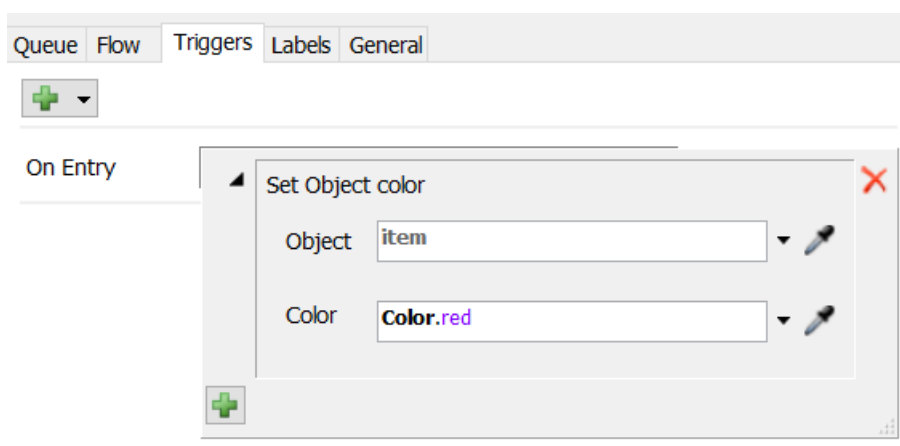 Queue Flow Triggers Labels General
On Entry
Set Object color
Object item
Color Color.red